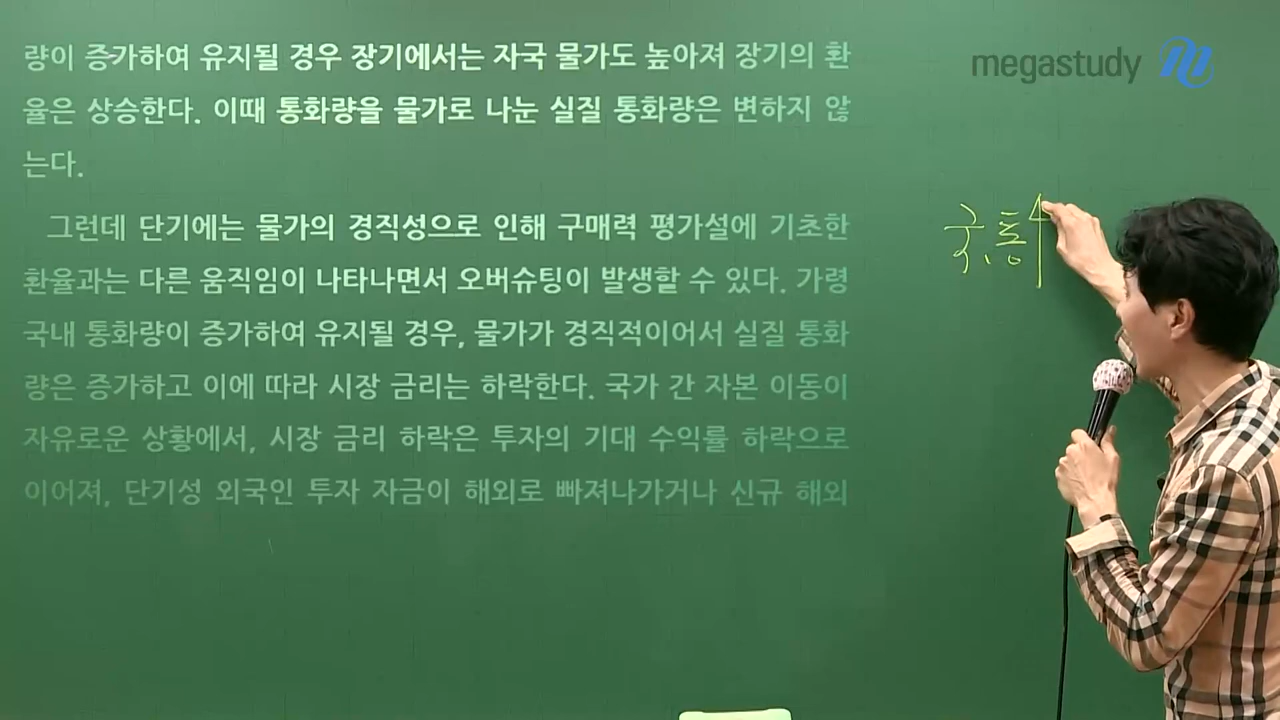 량이 증가하여 유지될 경우 장기에서는 자국 물가도 높아져 장기의 환
율은 상승한다. 이때 통화량을 물가로 나눈 실질 통화량은 변하지 않
는다.
그런데 단기에는 물가의 경직성으로 인해 구매력 평가설에 기초한
환율과는 다른 움직임이 나타나면서 오버슈팅이 발생할 수 있다. 가령
국내 통화량이 증가하여 유지될 경우, 물가가 경직적이어서 실질 통화
량은 증가하고 이에 따라 시장 금리는 하락한다. 국가 간 자본 이동이
자유로운 상황에서, 시장 금리 하락은 투자의 기대 수익률 하락으로
이어져, 단기성 외국인 투자 자금이 해외로 빠져나가거나 신규 해외
megastudy
국.통↑